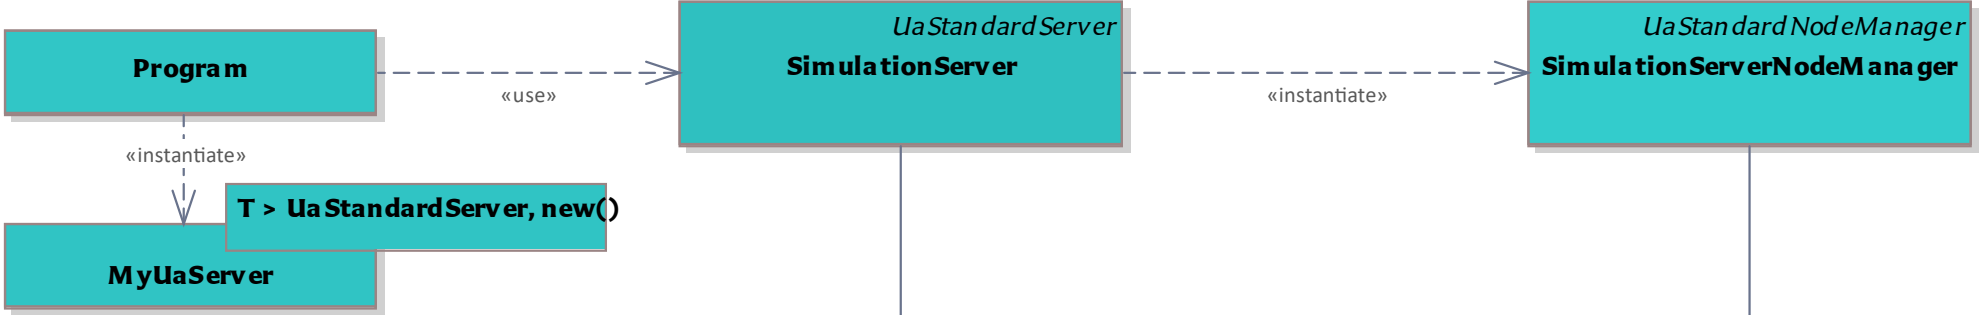 UaStandardServer
UaStandardNodeManager
Program
SimulationServer
SimulationServerNodeManager
«use»
«instantiate»
«instantiate»
T > UaStandardServer, new()
MyUaServer